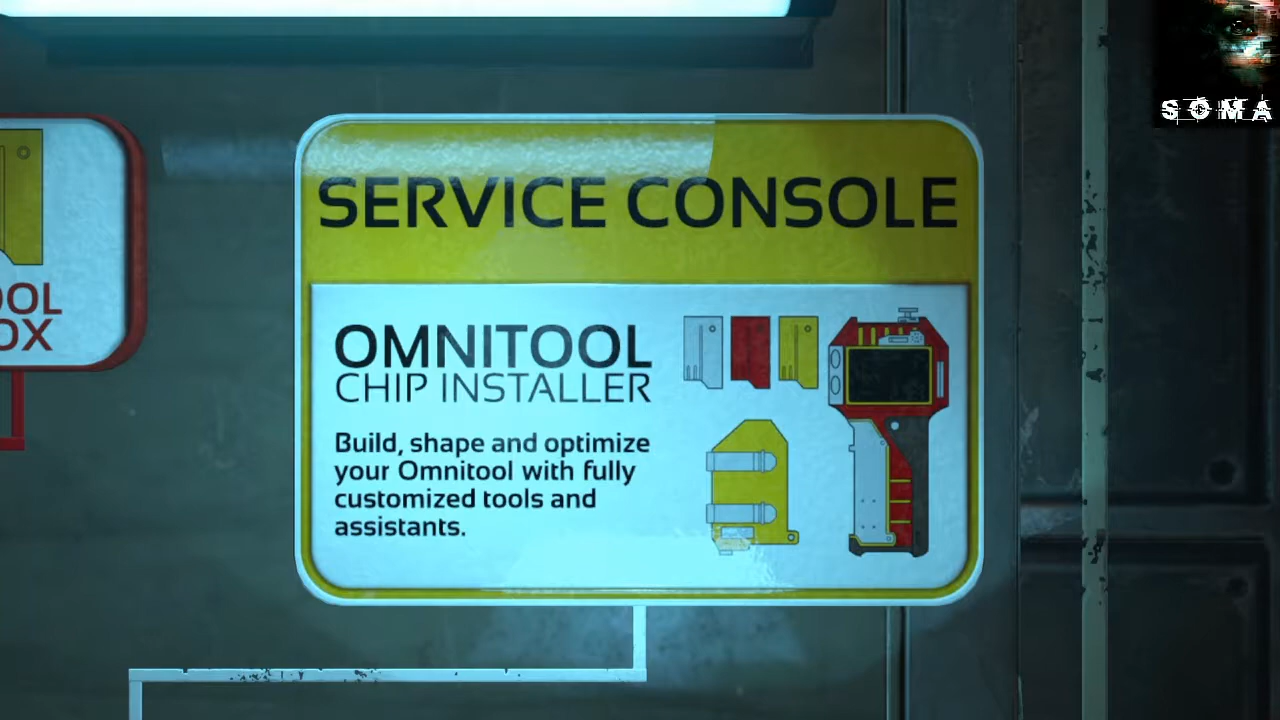 SOMA
SERVICE CONSOLE
OOL
OX
OMNITOOL
CHIP INSTALLER
Build, shape and optimize
your Omnitool with fully
customized tools and
assistants.